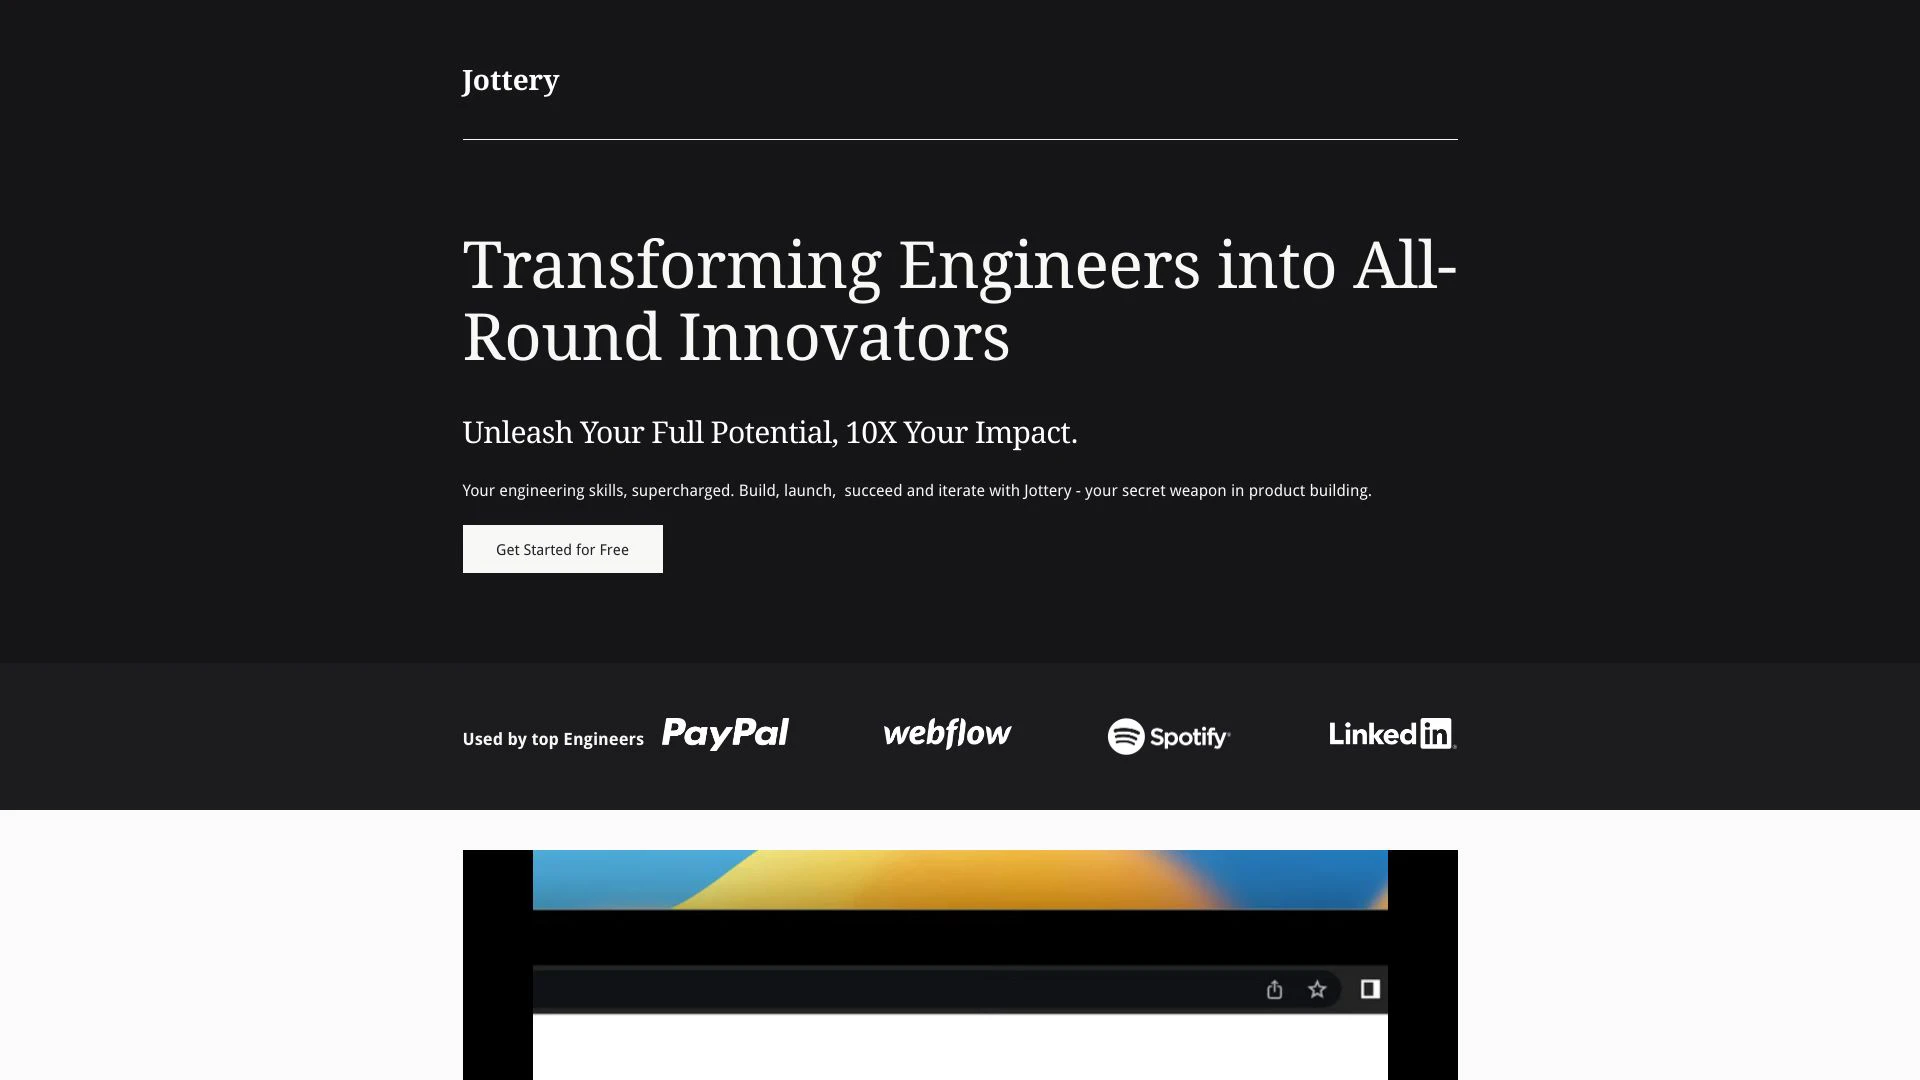 Jottery
Transforming Engineers into All-
Round Innovators
Unleash Your Full Potential, 10X Your Impact.
Your engineering skills, supercharged. Build, launch,  succeed and iterate with Jottery - your secret weapon in product building.
Get Started for Free
Used by top Engineers PayPal webflow Spotify LinkedIn